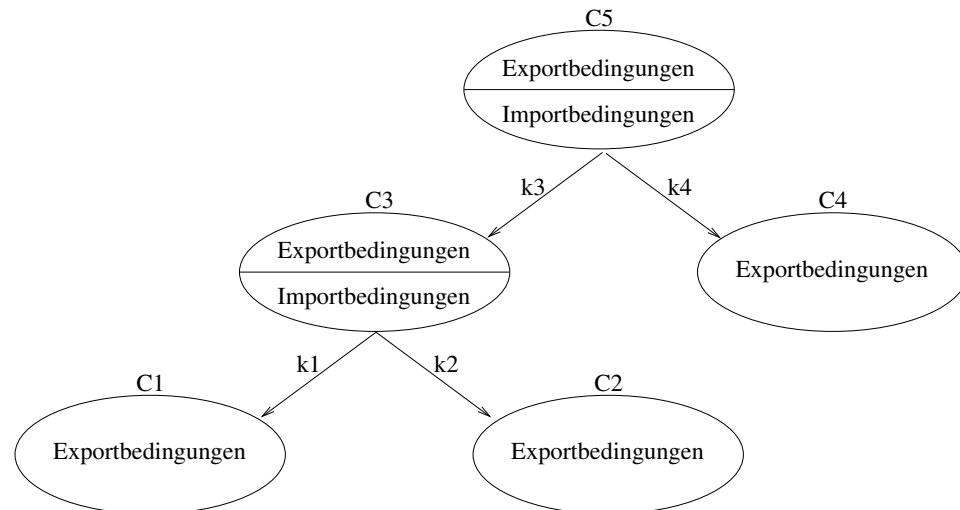 C5
Exportbedingungen
Importbedingungen
k3
k4
C3
C4
Exportbedingungen
Exportbedingungen
Importbedingungen
k1
k2
C1
C2
Exportbedingungen
Exportbedingungen